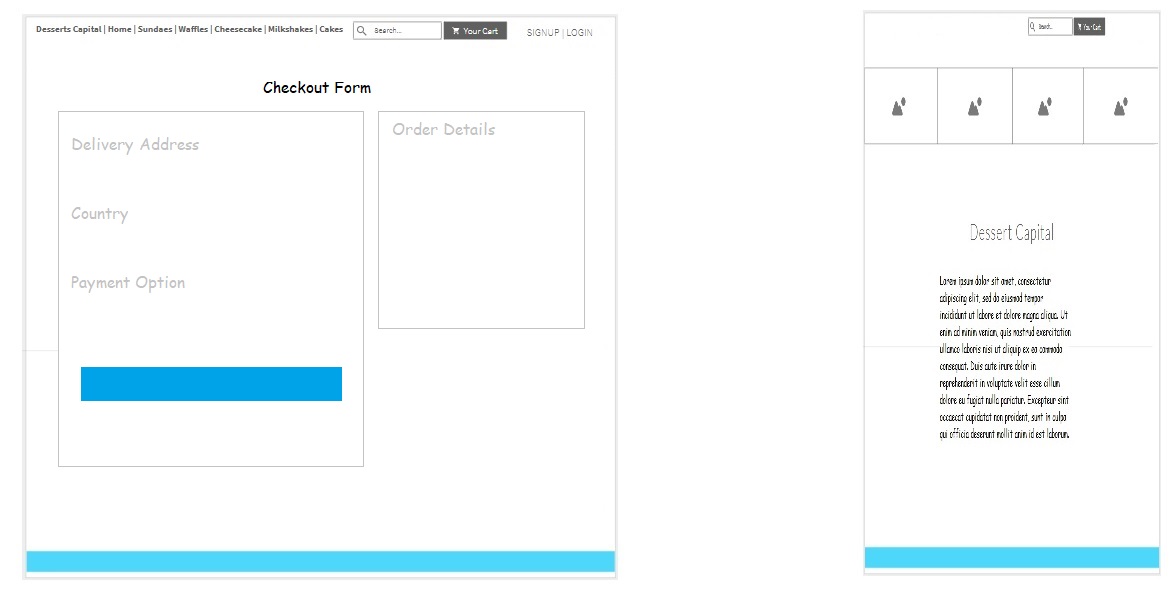 Desserts Capital | Home | Sundaes | Waffles | Cheesecake | Milkshakes | Cakes
Search...
Your Cart
SIGNUP | LOGIN
Checkout Form
Delivery Address
Country
Payment Option
Order Details
Search...
Your Cart
Dessert Capital
Lorem ipsum dolor sit amet, consectetur
adipiscing elit, sed do eiusmod tempor
incididunt ut labore et dolore magna aliqua. Ut
enim ad minim veniam, quis nostrud exercitation
ullamco laboris nisi ut aliquip ex ea commodo
consequat. Duis aute irure dolor in
reprehenderit in voluptate velit esse cillum
dolore eu fugiat nulla pariatur. Excepteur sint
occaecat cupidatat non proident, sunt in culpa
qui officia deserunt mollit anim id est laborum.